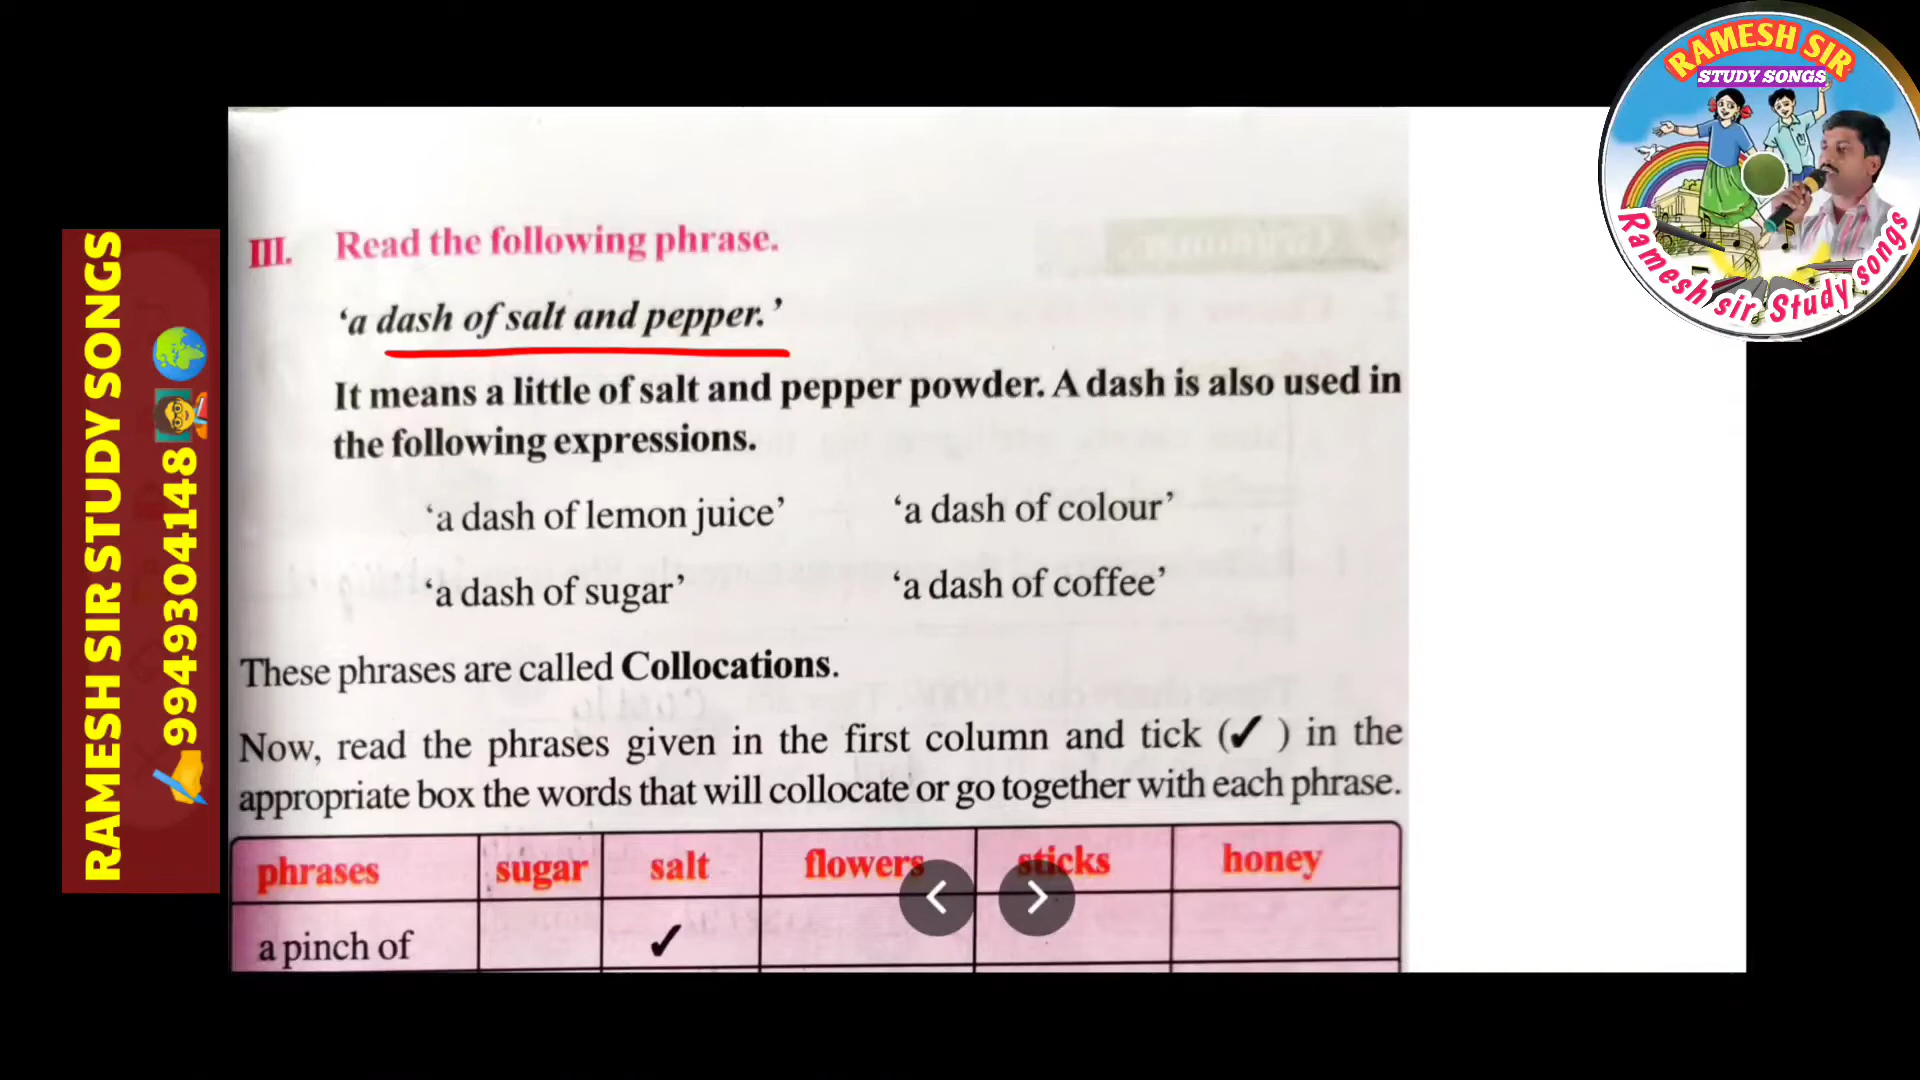 RAMESH SIR
STUDY SONGS
Ramesh sir Study songs
RAMESH SIR STUDY SONGS
9949304148
III. Read the following phrase.
‘a dash of salt and pepper.’
It means a little of salt and pepper powder. A dash is also used in
the following expressions.
‘a dash of lemon juice’ ‘a dash of colour’
‘a dash of sugar’ ‘a dash of coffee’
These phrases are called Collocations.
Now, read the phrases given in the first column and tick (✓ ) in the
appropriate box the words that will collocate or go together with each phrase.
phrases sugar salt flowers sticks honey
a pinch of ✓